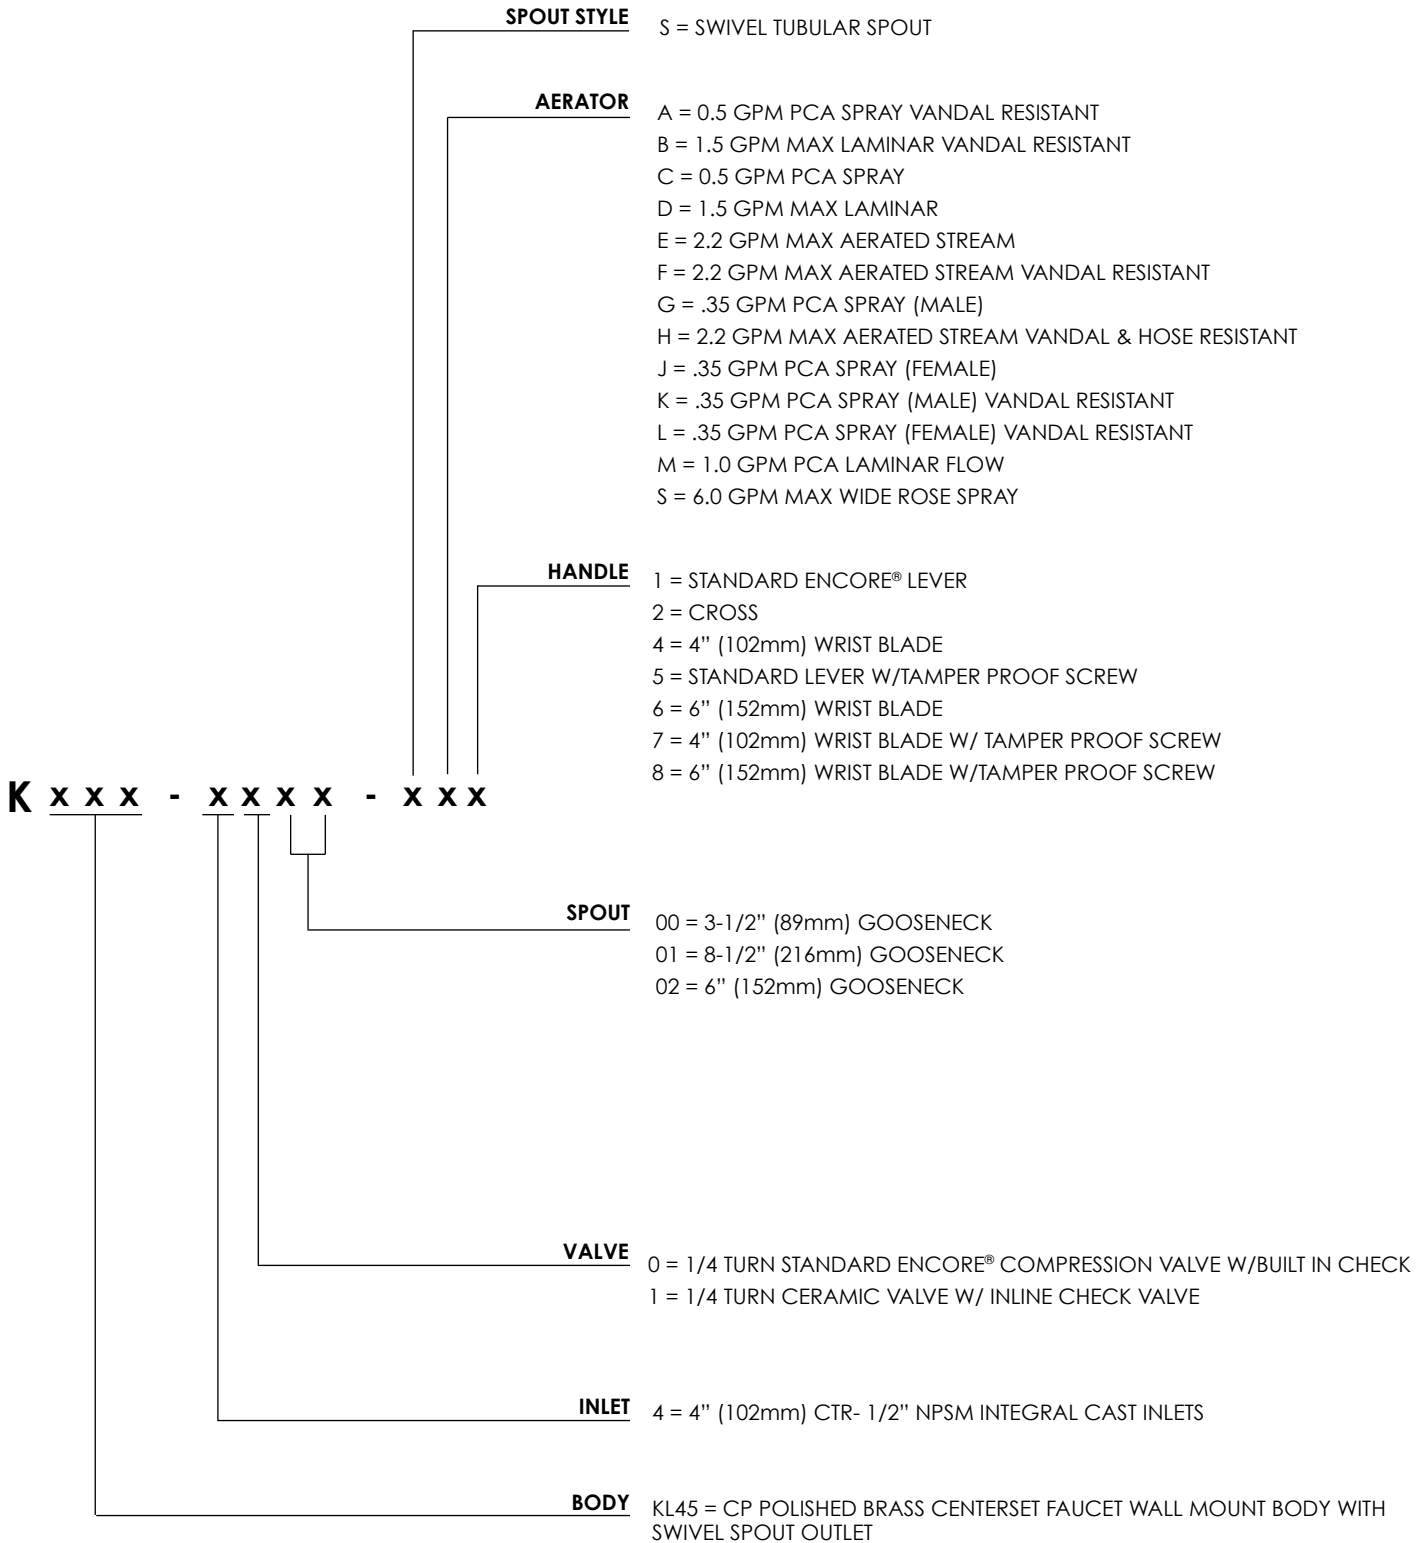 SPOUT STYLE
S = SWIVEL TUBULAR SPOUT
AERATOR
A = 0.5 GPM PCA SPRAY VANDAL RESISTANT
B = 1.5 GPM MAX LAMINAR VANDAL RESISTANT
C = 0.5 GPM PCA SPRAY
D = 1.5 GPM MAX LAMINAR
E = 2.2 GPM MAX AERATED STREAM
F = 2.2 GPM MAX AERATED STREAM VANDAL RESISTANT
G = .35 GPM PCA SPRAY (MALE)
H = 2.2 GPM MAX AERATED STREAM VANDAL & HOSE RESISTANT
J = .35 GPM PCA SPRAY (FEMALE)
K = .35 GPM PCA SPRAY (MALE) VANDAL RESISTANT
L = .35 GPM PCA SPRAY (FEMALE) VANDAL RESISTANT
M = 1.0 GPM PCA LAMINAR FLOW
S = 6.0 GPM MAX WIDE ROSE SPRAY
HANDLE
1 = STANDARD ENCORE® LEVER
2 = CROSS
4 = 4” (102mm) WRIST BLADE
5 = STANDARD LEVER W/TAMPER PROOF SCREW
6 = 6” (152mm) WRIST BLADE
7 = 4” (102mm) WRIST BLADE W/ TAMPER PROOF SCREW
8 = 6” (152mm) WRIST BLADE W/TAMPER PROOF SCREW
K x x x - x x x x - x x x
SPOUT
00 = 3-1/2” (89mm) GOOSENECK
01 = 8-1/2” (216mm) GOOSENECK
02 = 6” (152mm) GOOSENECK
VALVE
0 = 1/4 TURN STANDARD ENCORE® COMPRESSION VALVE W/BUILT IN CHECK
1 = 1/4 TURN CERAMIC VALVE W/ INLINE CHECK VALVE
INLET
4 = 4” (102mm) CTR- 1/2” NPSM INTEGRAL CAST INLETS
BODY
KL45 = CP POLISHED BRASS CENTERSET FAUCET WALL MOUNT BODY WITH
SWIVEL SPOUT OUTLET